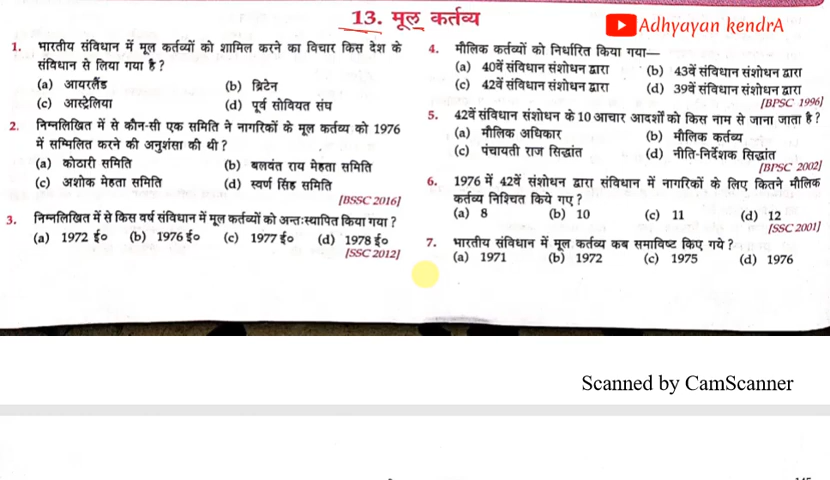 13. मूल कर्तव्य
Adhyayan kendrA
1. भारतीय संविधान में मूल कर्तव्यों को शामिल करने का विचार किस देश के
संविधान से लिया गया है ?
(a) आयरलैंड (b) ब्रिटेन
(c) आस्ट्रेलिया (d) पूर्व सोवियत संघ
2. निम्नलिखित में से कौन-सी एक समिति ने नागरिकों के मूल कर्तव्य को 1976
में सम्मिलित करने की अनुशंसा की थी ?
(a) कोठारी समिति (b) बलवंत राय मेहता समिति
(c) अशोक मेहता समिति (d) स्वर्ण सिंह समिति
[BSSC 2016]
3. निम्नलिखित में से किस वर्ष संविधान में मूल कर्तव्यों को अन्तःस्थापित किया गया ?
(a) 1972 ई० (b) 1976 ई० (c) 1977 ई० (d) 1978 ई०
[SSC 2012]
4. मौलिक कर्तव्यों को निर्धारित किया गया—
(a) 40वें संविधान संशोधन द्वारा (b) 43वें संविधान संशोधन द्वारा
(c) 42वें संविधान संशोधन द्वारा (d) 39वें संविधान संशोधन द्वारा
[BPSC 1996]
5. 42वें संविधान संशोधन के 10 आचार आदर्शों को किस नाम से जाना जाता है ?
(a) मौलिक अधिकार (b) मौलिक कर्तव्य
(c) पंचायती राज सिद्धांत (d) नीति-निर्देशक सिद्धांत
[BPSC 2002]
6. 1976 में 42वें संशोधन द्वारा संविधान में नागरिकों के लिए कितने मौलिक
कर्तव्य निश्चित किये गए ?
(a) 8 (b) 10 (c) 11 (d) 12
[SSC 2001]
7. भारतीय संविधान में मूल कर्तव्य कब समाविष्ट किए गये ?
(a) 1971 (b) 1972 (c) 1975 (d) 1976
Scanned by CamScanner